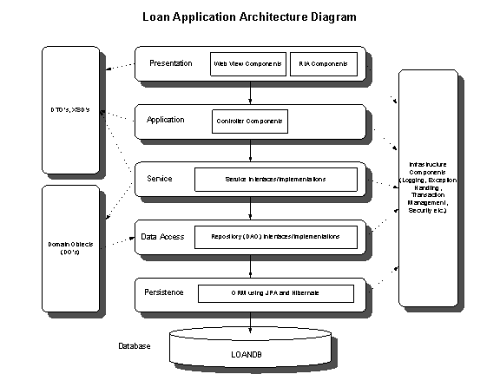 Loan Application Architecture Diagram
Presentation
Web View Components
RIA Components
DTO's, XSD's
Application
Controller Components
Infrastructure
Components
(Logging, Exception
Handling,
Transaction
Management,
Security etc.)
Service
Service Interfaces/Implementations
Domain Objects
(DO's)
Data Access
Repository (DAO) Interfaces/Implementations
Persistence
ORM using JPA and Hibernate
Database
LOANDB